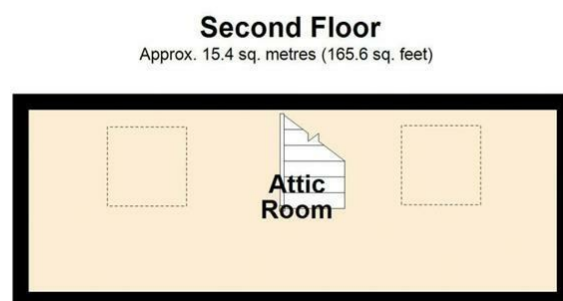 Second Floor
Approx. 15.4 sq. metres (165.6 sq. feet)
Attic
Room